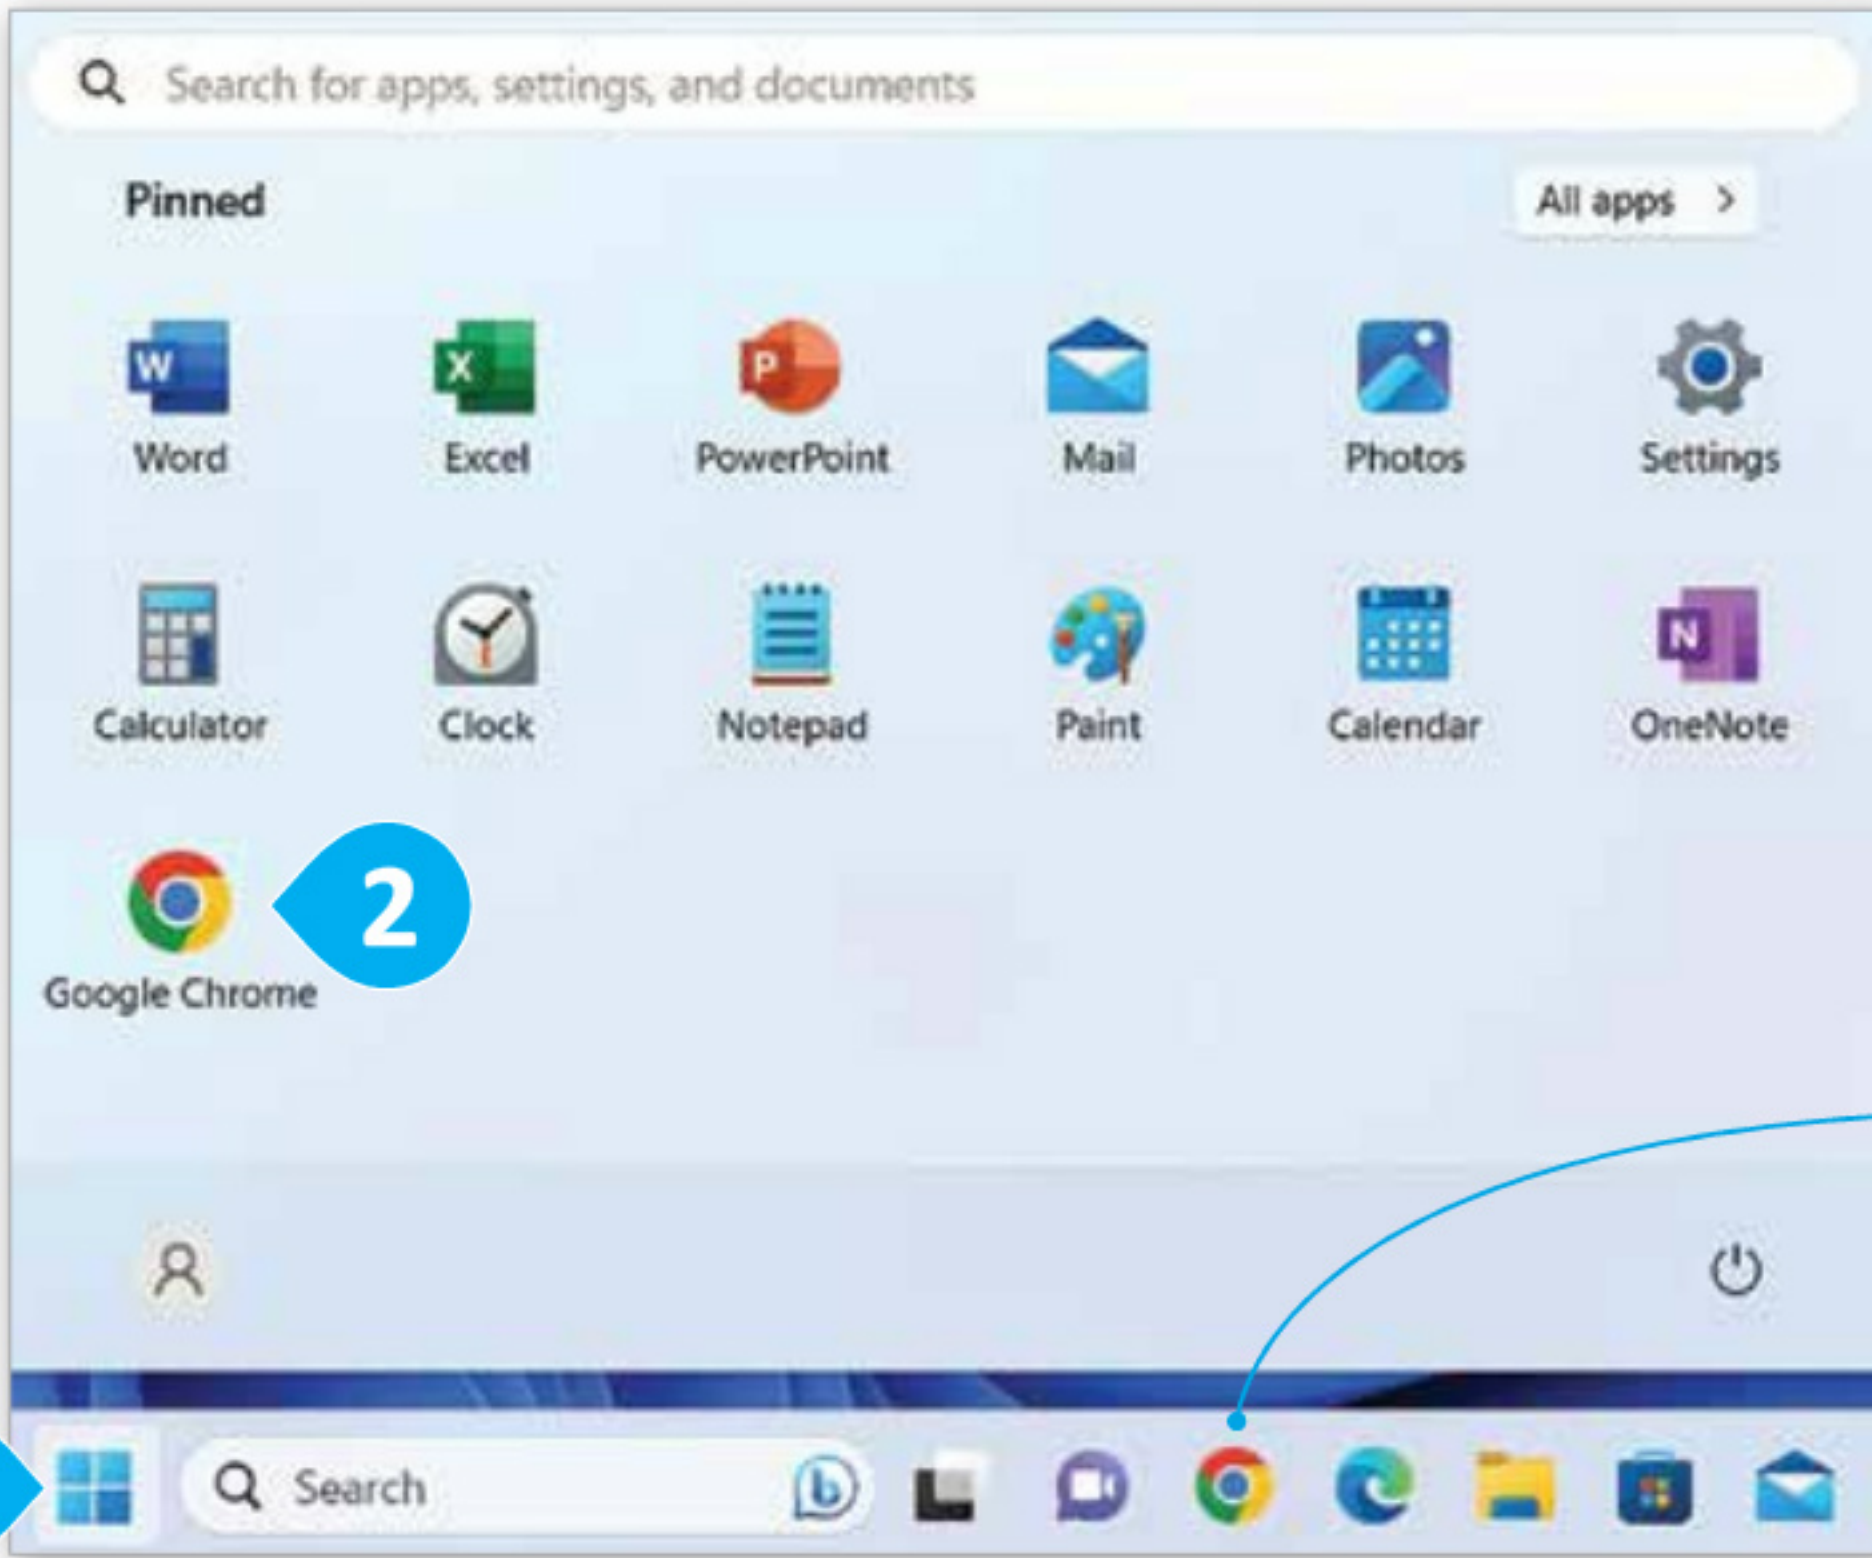 Search for apps, settings, and documents
Pinned
All apps >
W X P
Word Excel PowerPoint Mail Photos Settings
N
Calculator Clock Notepad Paint Calendar OneNote
2
Google Chrome
Search b